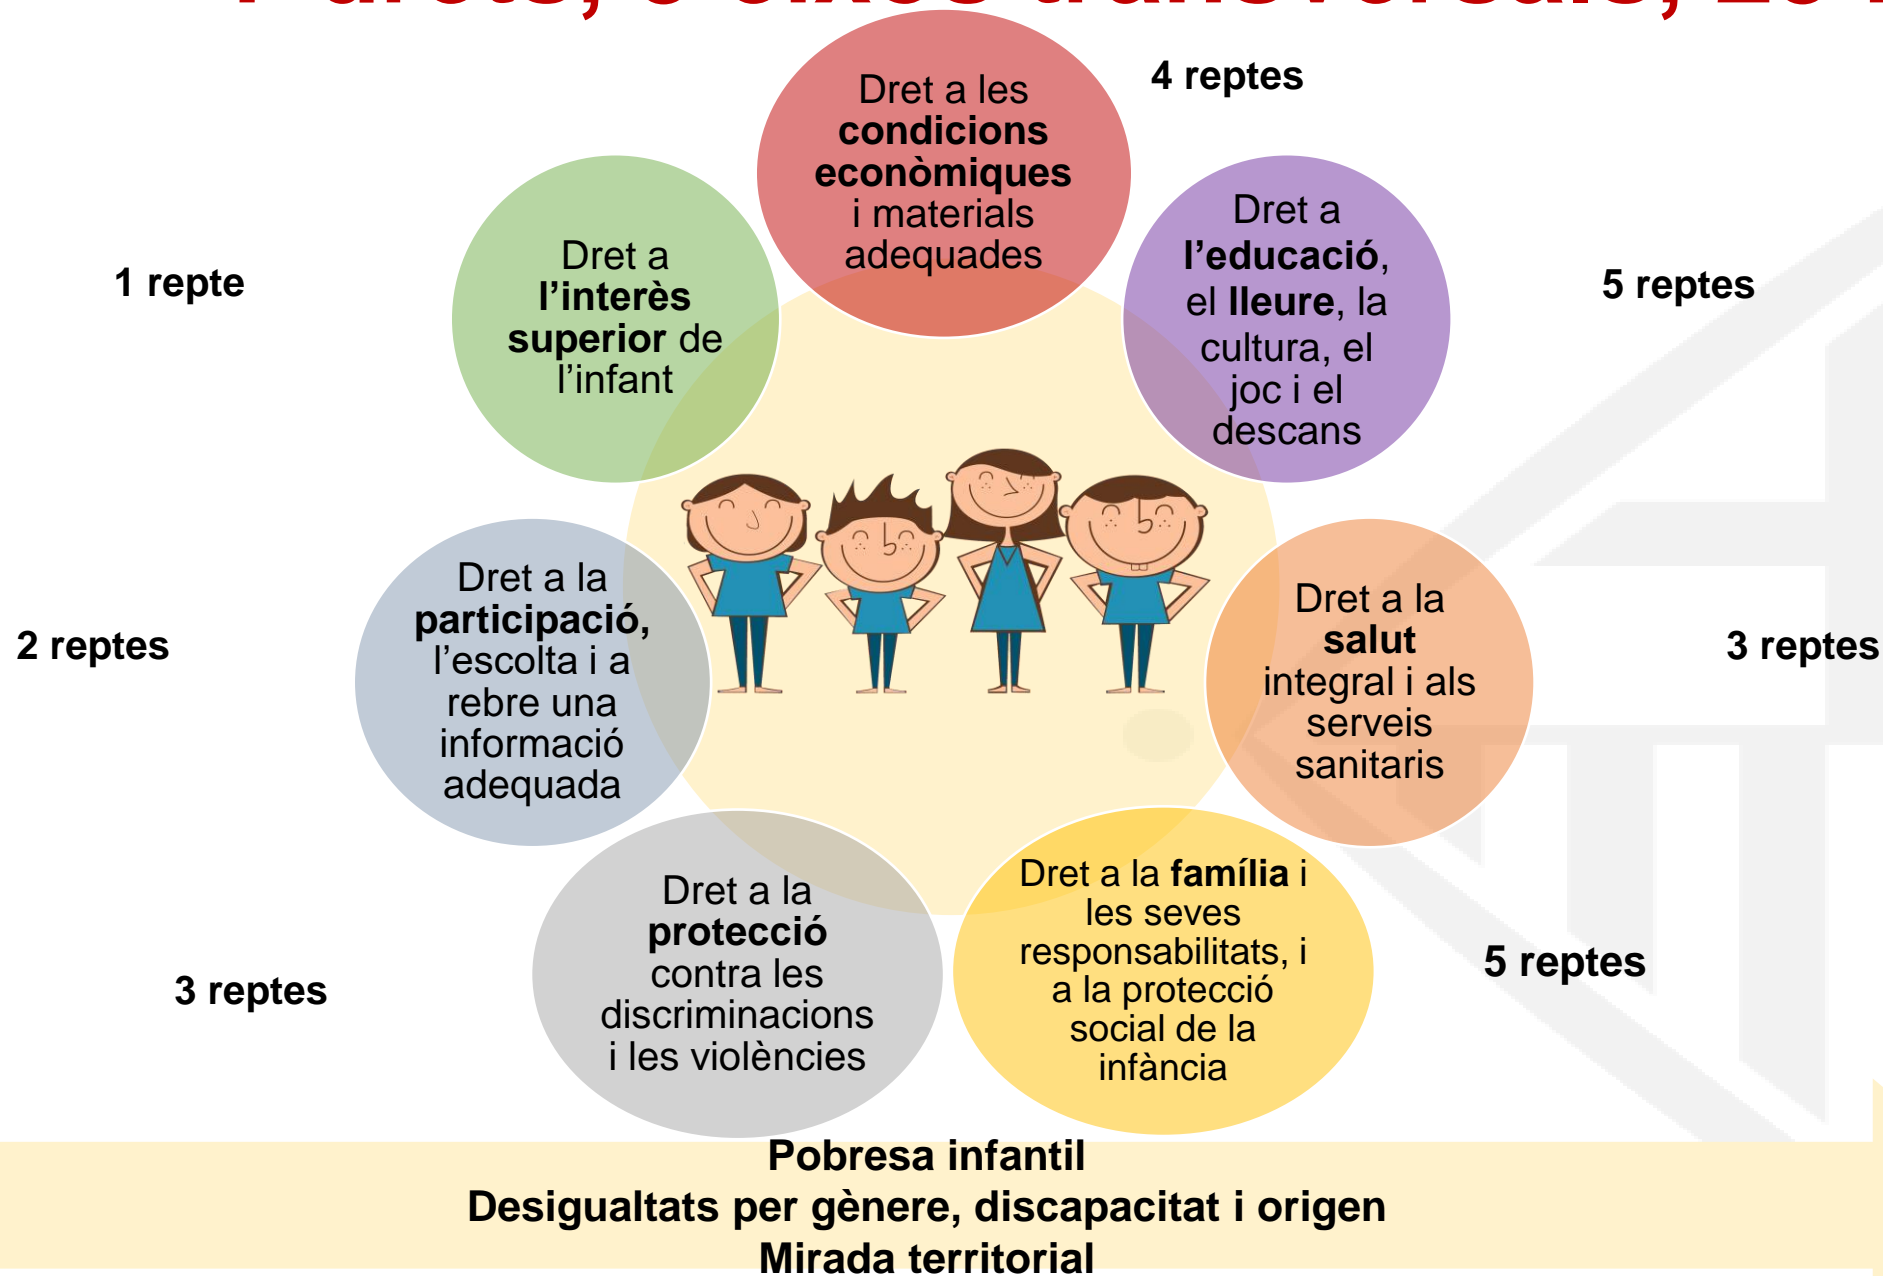 drets, 3 eixos transversals,
4 reptes
Dret a les
condicions
econòmiques
i materials
adequades
Dret a
l’educació,
el lleure, la
cultura, el
joc i el
descans
5 reptes
Dret a la
salut
integral i als
serveis
sanitaris
3 reptes
Dret a la família i
les seves
responsabilitats, i
a la protecció
social de la
infància
5 reptes
Dret a la
protecció
contra les
discriminacions
i les violències
3 reptes
Dret a la
participació,
l’escolta i a
rebre una
informació
adequada
2 reptes
Dret a
l’interès
superior de
l’infant
1 repte
Pobresa infantil
Desigualtats per gènere, discapacitat i origen
Mirada territorial